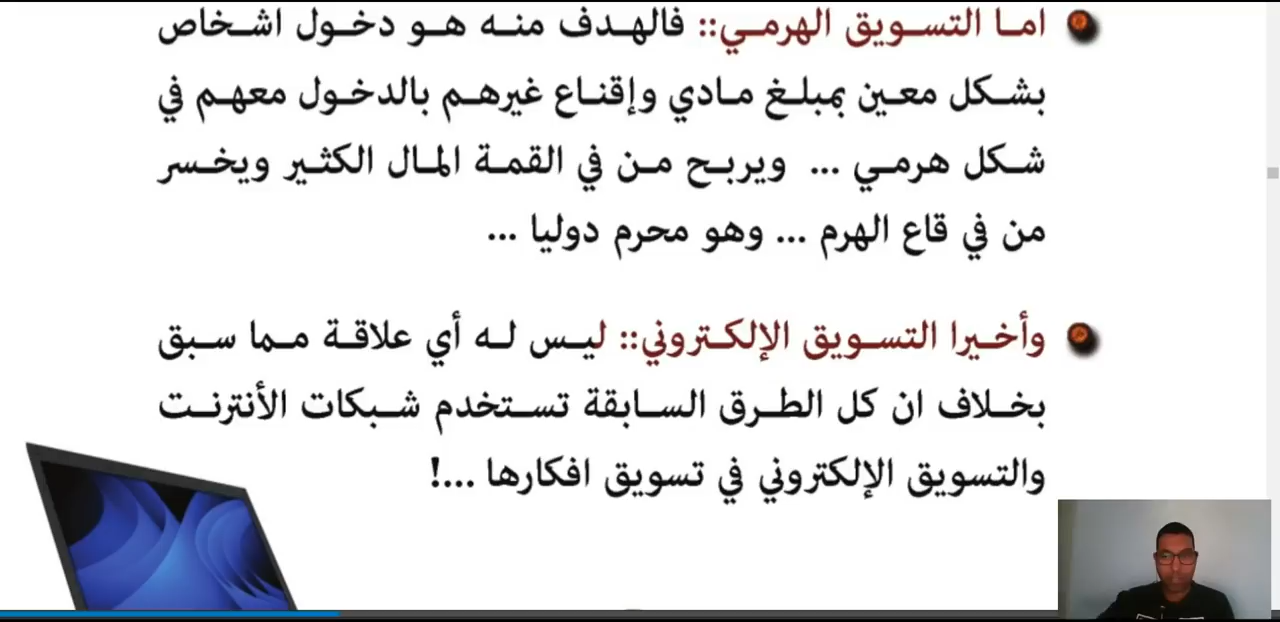 اما التسويق الهرمي:: فالهدف منه هو دخول اشخاص
بشكل معين بمبلغ مادي وإقناع غيرهم بالدخول معهم في
شكل هرمي ... ويربح من في القمة المال الكثير ويخسر
من في قاع الهرم ... وهو محرم دوليا ...
وأخيرا التسويق الإلكتروني:: ليس له أي علاقة مما سبق
بخلاف ان كل الطرق السابقة تستخدم شبكات الأنترنت
والتسويق الإلكتروني في تسويق افكارها ...!